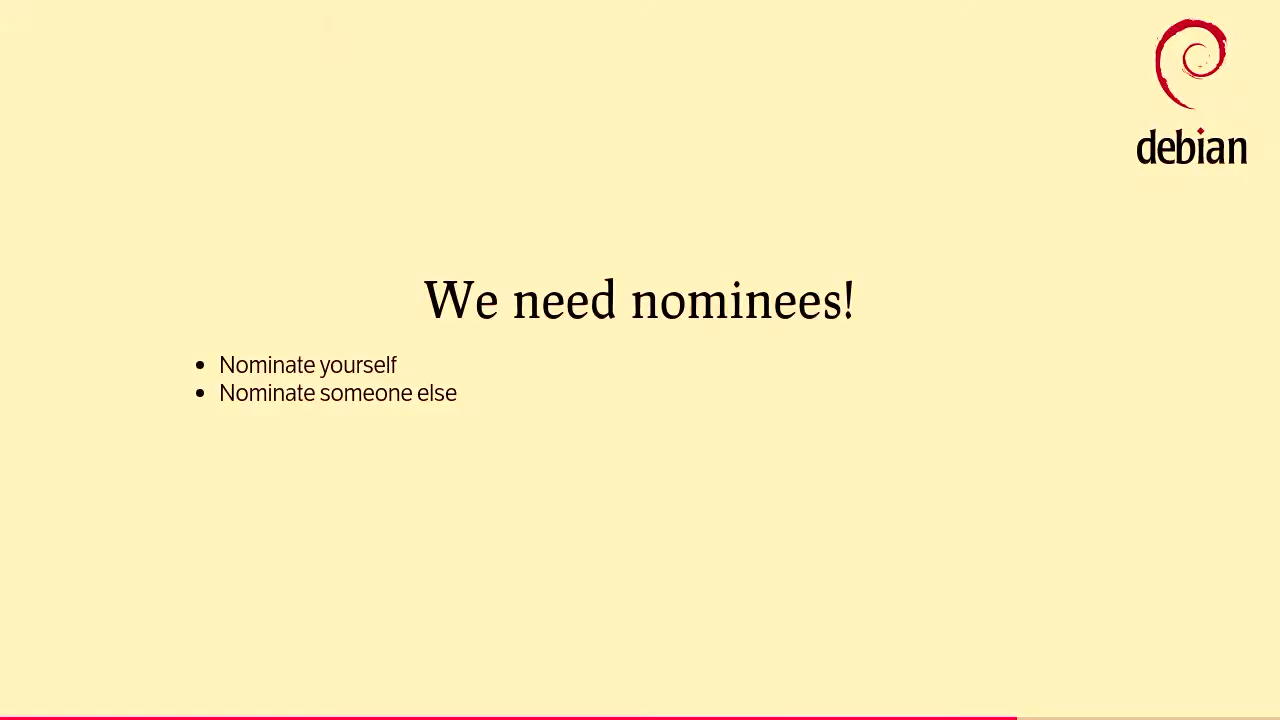 debian
We need nominees!
Nominate yourself
Nominate someone else